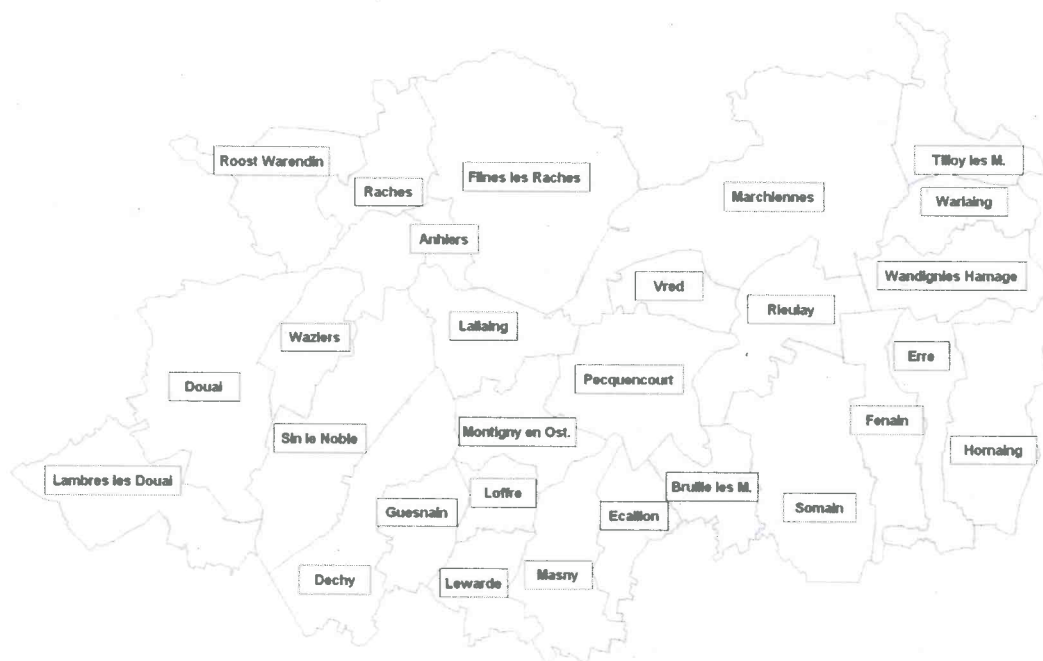 Roost Warendin
Tilloy les M.
Flines les Raches
Raches
Marchiennes
Warlaing
Anhiers
Wandignies Hamage
Vred
Rieulay
Lallaing
Waziers
Erre
Pecquencourt
Douai
Fenain
Montigny en Ost.
Sin le Noble
Hornaing
Lambres les Douai
Bruille les M.
Loffre
Somain
Guesnain
Ecaillon
Masny
Dechy
Lewarde